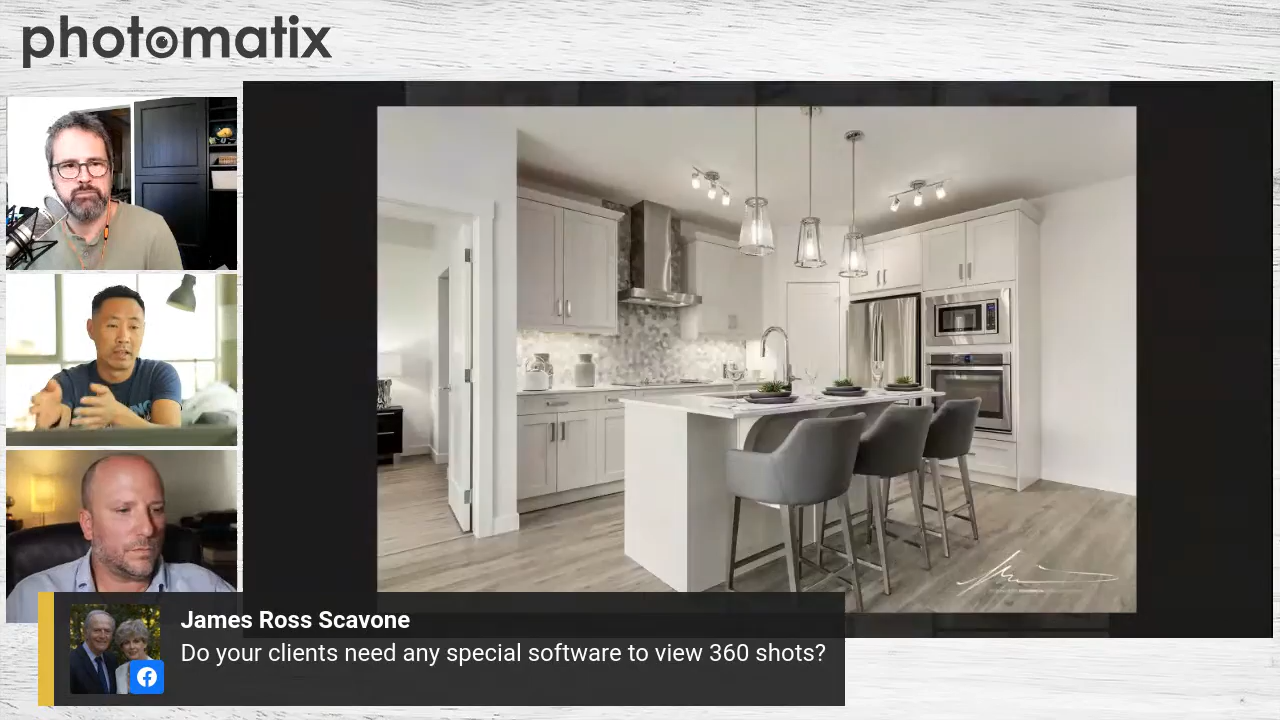 photomatix
James Ross Scavone
Do your clients need any special software to view 360 shots?